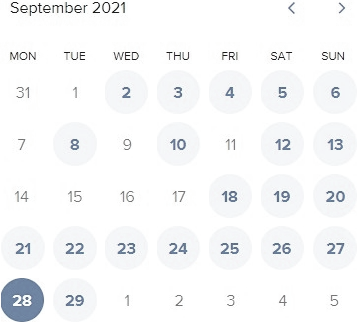 September 2021
MON TUE WED THU FRI SAT SUN
31 1 2 3 4 5 6
7 8 9 10 11 12 13
14 15 16 17 18 19 20
21 22 23 24 25 26 27
28 29 1 2 3 4 5